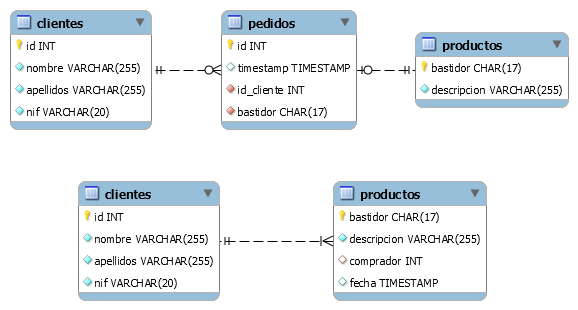 clientes
id INT
nombre VARCHAR(255)
apellidos VARCHAR(255)
nif VARCHAR(20)
pedidos
id INT
timestamp TIMESTAMP
id_cliente INT
bastidor CHAR(17)
productos
bastidor CHAR(17)
descripcion VARCHAR(255)
clientes
id INT
nombre VARCHAR(255)
apellidos VARCHAR(255)
nif VARCHAR(20)
productos
bastidor CHAR(17)
descripcion VARCHAR(255)
comprador INT
fecha TIMESTAMP